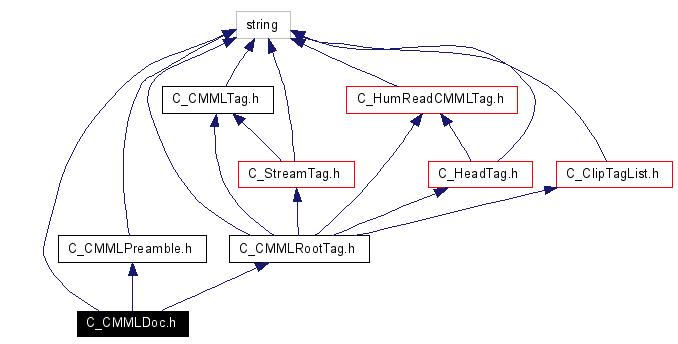 string
C_CMMLTag.h
C_HumReadCMMLTag.h
C_StreamTag.h
C_HeadTag.h
C_ClipTagList.h
C_CMMLPreamble.h
C_CMMLRootTag.h
C_CMMLDoc.h